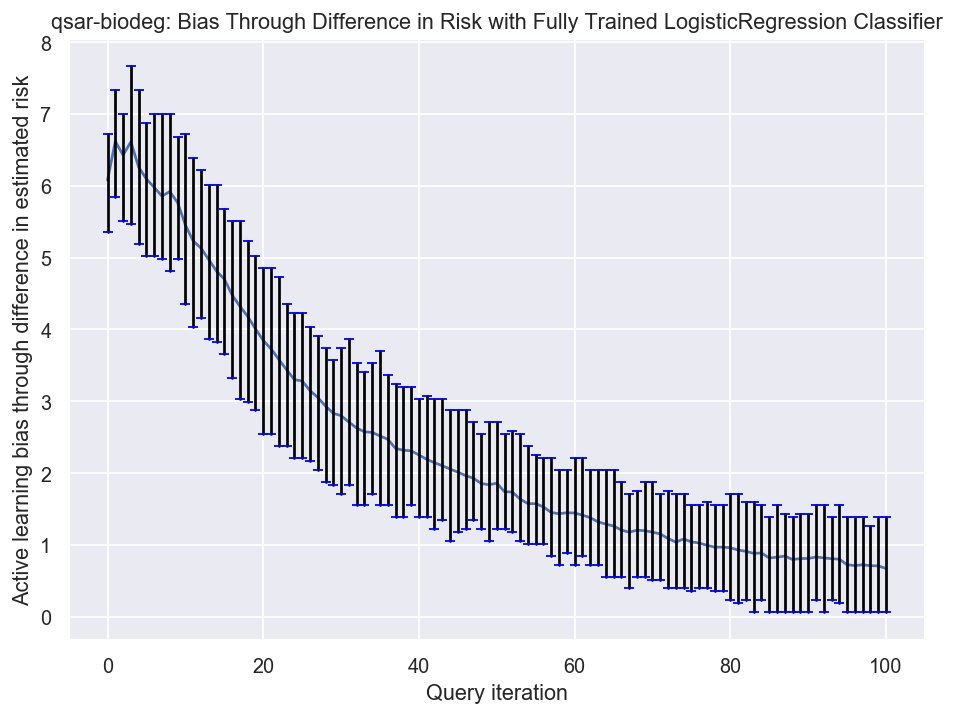 qsar-biodeg: Bias Through Difference in Risk with Fully Trained LogisticRegression Classifier
Active learning bias through difference in estimated risk
8
7
6
5
4
3
2
1
0
0 20 40 60 80 100
Query iteration